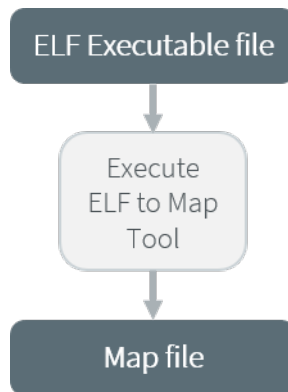 ELF Executable file
Execute
ELF to Map
Tool
Map file